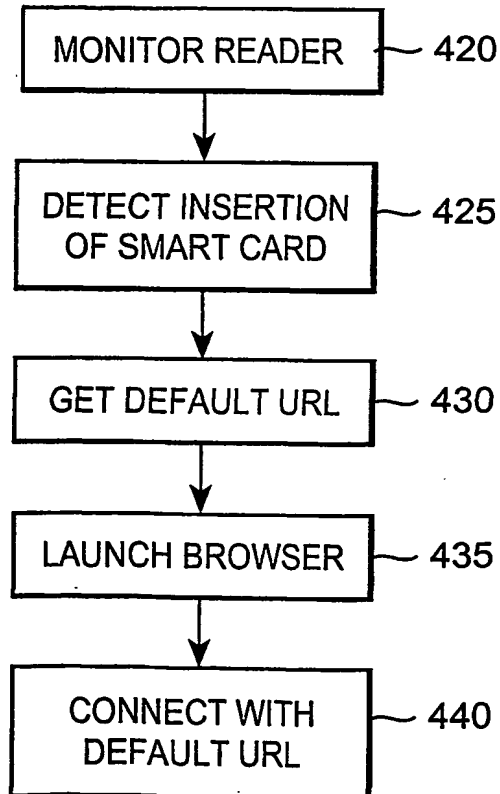 MONITOR READER 420
DETECT INSERTION 425
OF SMART CARD
GET DEFAULT URL 430
LAUNCH BROWSER 435
CONNECT WITH 440
DEFAULT URL